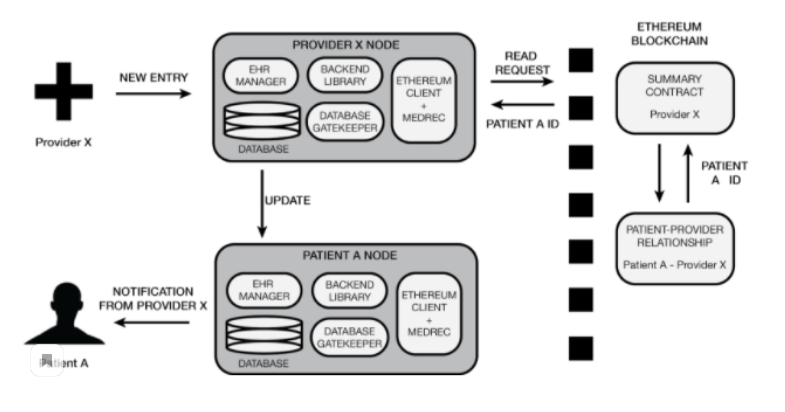 ETHEREUM
BLOCKCHAIN
NEW ENTRY
Provider X
PROVIDER X NODE
EHR
MANAGER
BACKEND
LIBRARY
ETHEREUM
CLIENT
+
MEDREC
DATABASE
GATEKEEPER
DATABASE
READ
REQUEST
PATIENT A ID
SUMMARY
CONTRACT
Provider X
PATIENT
A ID
PATIENT-PROVIDER
RELATIONSHIP
Patient A - Provider X
UPDATE
PATIENT A NODE
EHR
MANAGER
BACKEND
LIBRARY
ETHEREUM
CLIENT
+
MEDREC
DATABASE
GATEKEEPER
DATABASE
NOTIFICATION
FROM PROVIDER X
Patient A